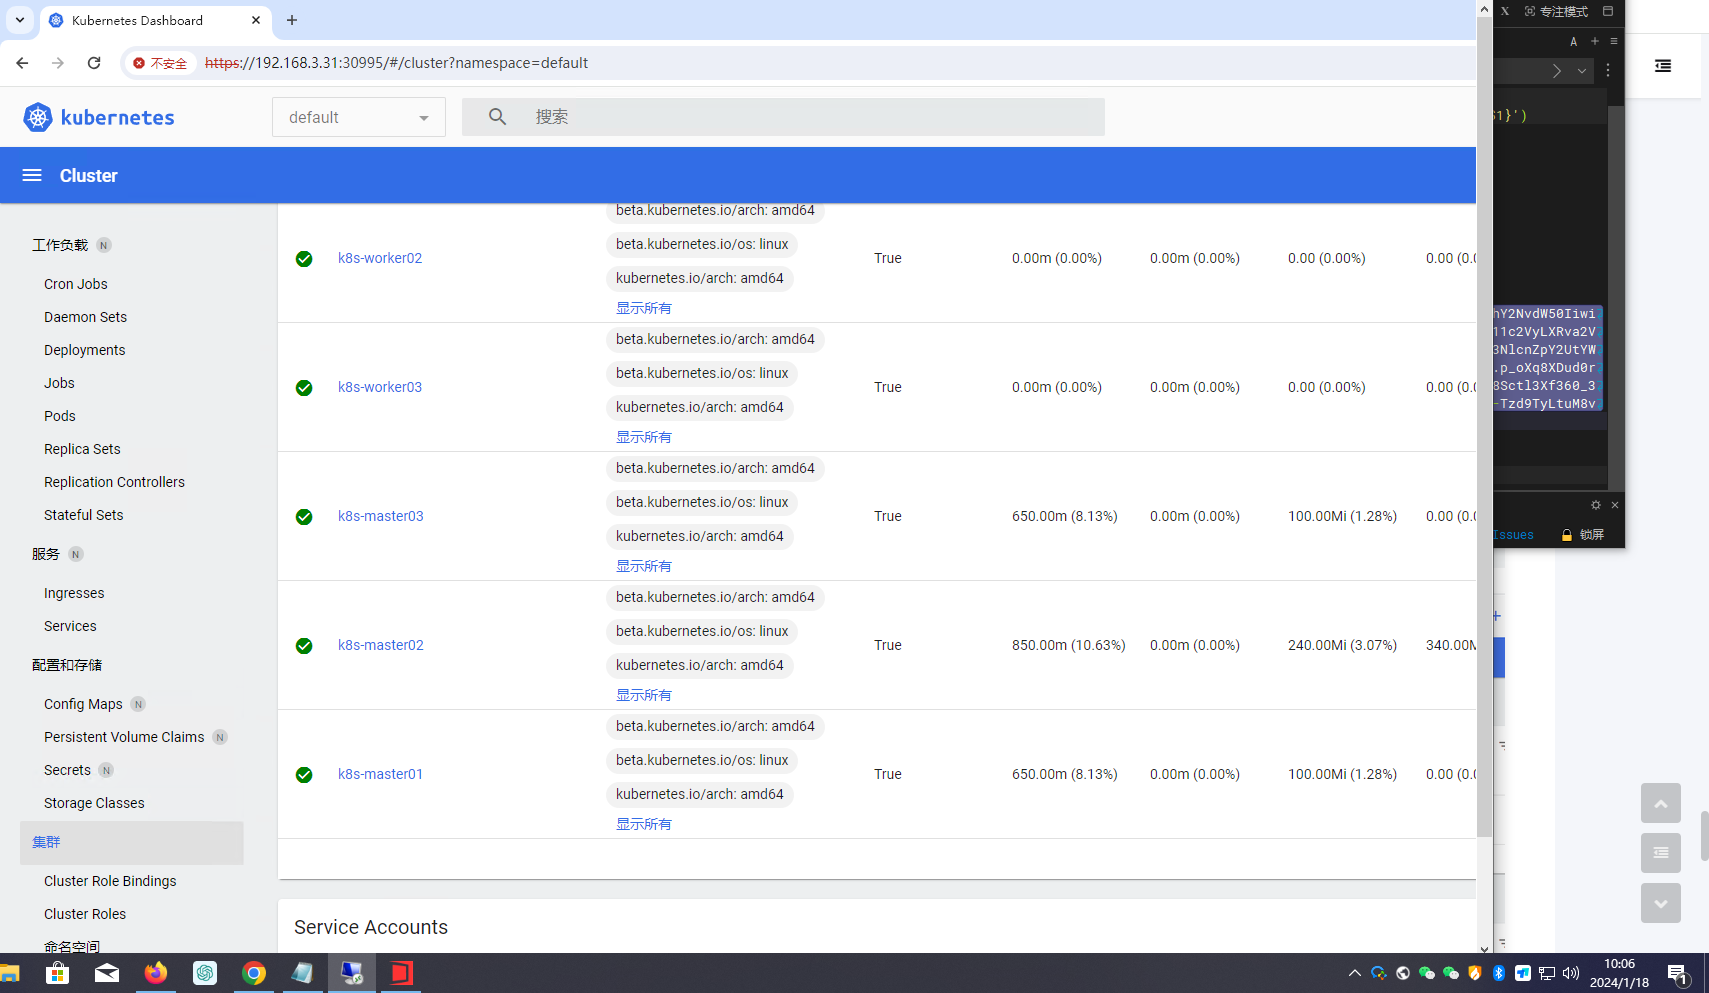 Kubernetes Dashboard
不安全 https://192.168.3.31:30995/#/cluster?namespace=default
kubernetes
default
搜索
Cluster
工作负载 N
Cron Jobs
Daemon Sets
Deployments
Jobs
Pods
Replica Sets
Replication Controllers
Stateful Sets
服务 N
Ingresses
Services
配置和存储
Config Maps N
Persistent Volume Claims N
Secrets N
Storage Classes
集群
Cluster Role Bindings
Cluster Roles
命名空间
beta.kubernetes.io/arch: amd64
beta.kubernetes.io/os: linux
k8s-worker02 True 0.00m (0.00%) 0.00m (0.00%) 0.00 (0.00%) 0.00 (0.0
kubernetes.io/arch: amd64
显示所有
beta.kubernetes.io/arch: amd64
beta.kubernetes.io/os: linux
k8s-worker03 True 0.00m (0.00%) 0.00m (0.00%) 0.00 (0.00%) 0.00 (0.0
kubernetes.io/arch: amd64
显示所有
beta.kubernetes.io/arch: amd64
beta.kubernetes.io/os: linux
k8s-master03 True 650.00m (8.13%) 0.00m (0.00%) 100.00Mi (1.28%) 0.00 (0.0
kubernetes.io/arch: amd64
显示所有
beta.kubernetes.io/arch: amd64
beta.kubernetes.io/os: linux
k8s-master02 True 850.00m (10.63%) 0.00m (0.00%) 240.00Mi (3.07%) 340.00M
kubernetes.io/arch: amd64
显示所有
beta.kubernetes.io/arch: amd64
beta.kubernetes.io/os: linux
k8s-master01 True 650.00m (8.13%) 0.00m (0.00%) 100.00Mi (1.28%) 0.00 (0.0
kubernetes.io/arch: amd64
显示所有
Service Accounts
X 专注模式
A
1}')
hY2NvdW50Iiwi
11c2VyLXRva2V
3NlcnZpY2UtYW
.p_oXq8XDud0r
8Sctl3Xf360_3
-Tzd9TyLtuM8v
Issues 锁屏
10:06
2024/1/18
1